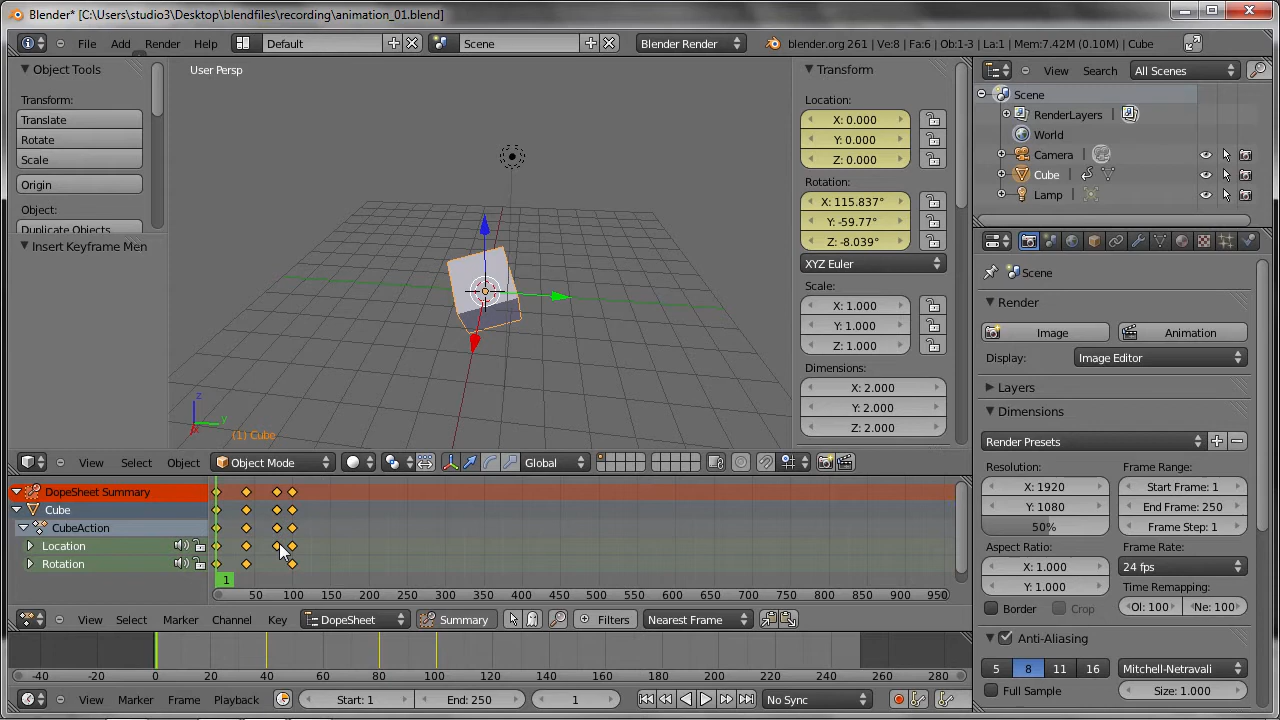 Blender* [C:\Users\studio3\Desktop\blendfiles\recording\animation_01.blend]
File Add Render Help Default Scene Blender Render blender.org 261 | Ve:8 | Fa:6 | Ob:1-3 | La:1 | Mem:7.42M (0.10M) | Cube
Object Tools
Transform:
Translate
Rotate
Scale
Origin
Object:
Duplicate Objects
Insert Keyframe Men
User Persp
z
y
x
(1) Cube
Transform
Location:
X: 0.000
Y: 0.000
Z: 0.000
Rotation:
X: 115.837°
Y: -59.77°
Z: -8.039°
XYZ Euler
Scale:
X: 1.000
Y: 1.000
Z: 1.000
Dimensions:
X: 2.000
Y: 2.000
Z: 2.000
View Search All Scenes
Scene
RenderLayers
World
Camera
Cube
Lamp
Scene
Render
Image Animation
Display: Image Editor
Layers
Dimensions
Render Presets
Resolution: Frame Range:
X: 1920 Start Frame: 1
Y: 1080 End Frame: 250
50% Frame Step: 1
Aspect Ratio: Frame Rate:
X: 1.000 24 fps
Y: 1.000 Time Remapping:
Border Crop Ol: 100 Ne: 100
Anti-Aliasing
5 8 11 16 Mitchell-Netravali
Full Sample Size: 1.000
View Select Object Object Mode Global
DopeSheet Summary
Cube
CubeAction
Location
Rotation
1
50 100 150 200 250 300 350 400 450 500 550 600 650 700 750 800 850 900 950
View Select Marker Channel Key DopeSheet Summary Filters Nearest Frame
-40 -20 0 20 40 60 80 100 120 140 160 180 200 220 240 260 280
View Marker Frame Playback Start: 1 End: 250 1 No Sync